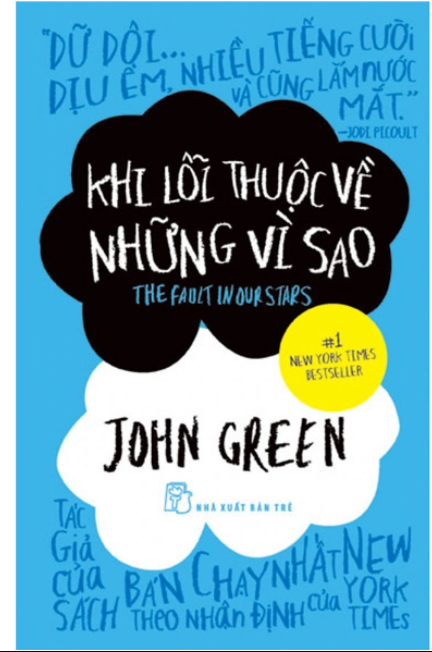 "DỮ DỘI...
DỊU ÊM, NHIỀU TIẾNG CƯỜI
VÀ CŨNG LẮM NƯỚC
MẮT."
—JODI PICOULT
KHI LỖI THUỘC VỀ
NHỮNG VÌ SAO
THE FAULT IN OUR STARS
#1
NEW YORK TIMES
BESTSELLER
JOHN GREEN
NHÀ XUẤT BẢN TRẺ
TÁC
Giả
của
SÁCH
BÁN CHẠY NHẤT NEW
THEO NHẬN ĐỊNH CỦA YORK
TIMES